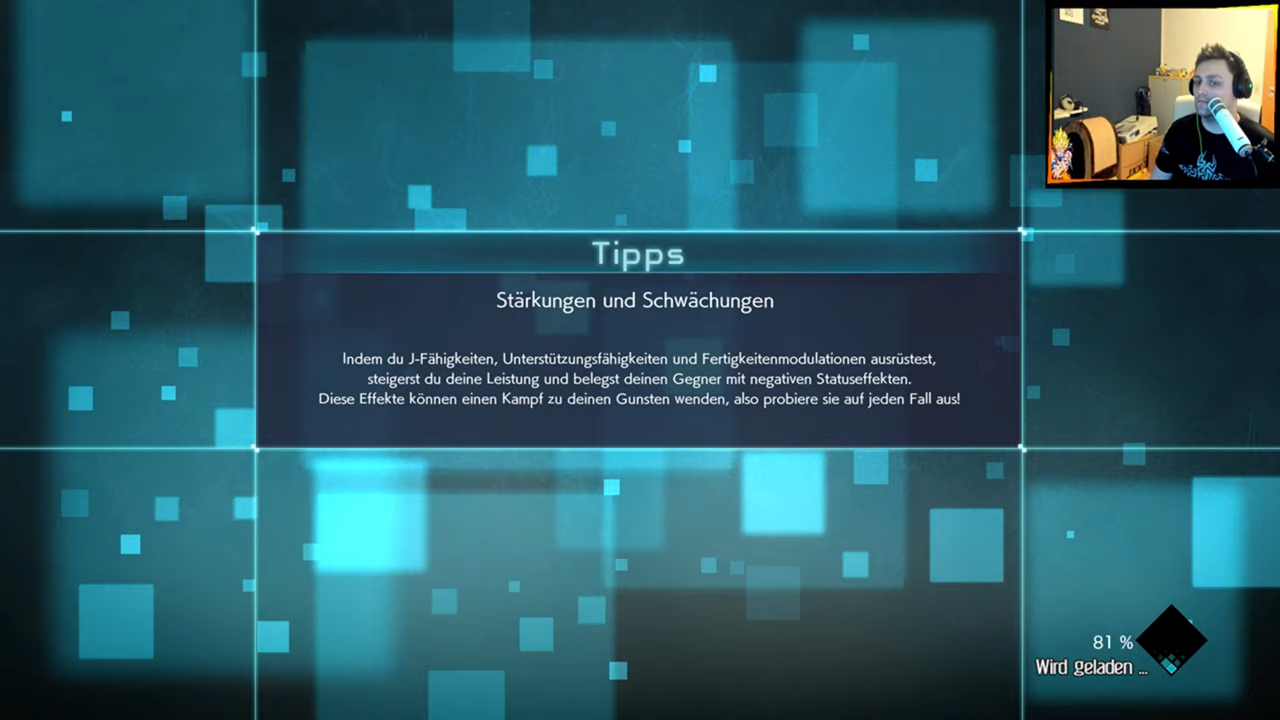 Tipps
Stärkungen und Schwächungen
Indem du J-Fähigkeiten, Unterstützungsfähigkeiten und Fertigkeitenmodulationen ausrüstest,
steigerst du deine Leistung und belegst deinen Gegner mit negativen Statuseffekten.
Diese Effekte können einen Kampf zu deinen Gunsten wenden, also probiere sie auf jeden Fall aus!
81 %
Wird geladen ...